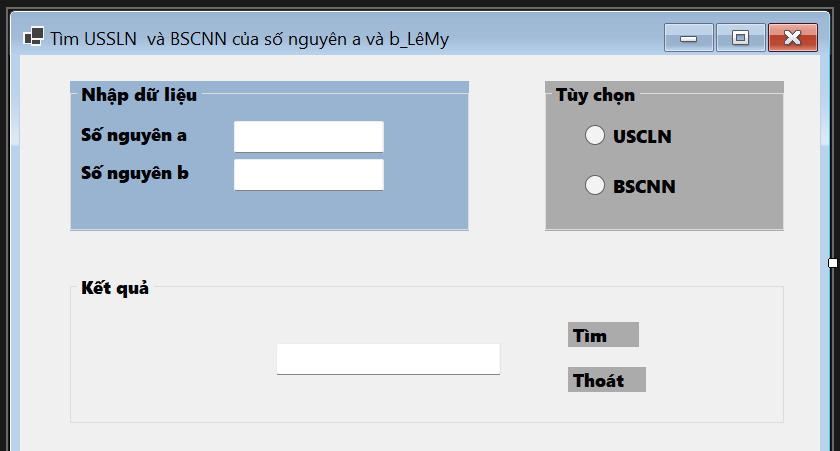 Tìm USSLN  và BSCNN của số nguyên a và b_LêMy
Nhập dữ liệu
Số nguyên a
Số nguyên b
Tùy chọn
USCLN
BSCNN
Kết quả
Tìm
Thoát